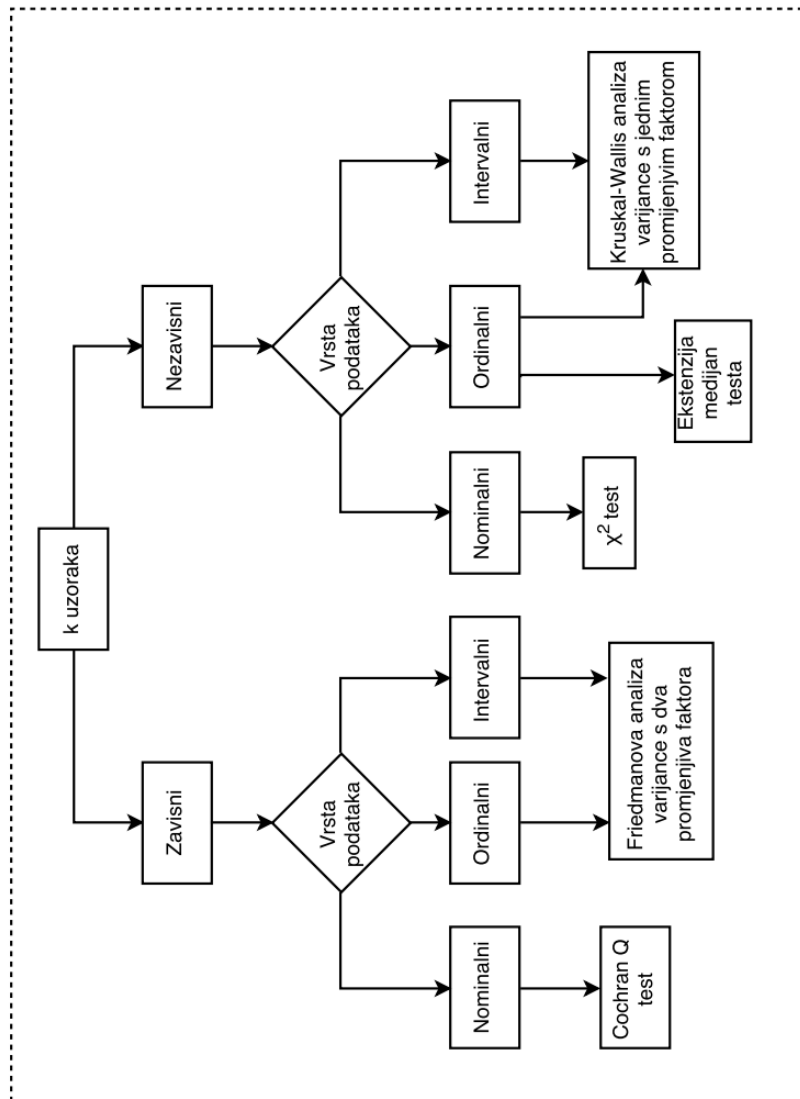 k uzoraka
Zavisni
Nezavisni
Vrsta
podataka
Vrsta
podataka
Nominalni
Ordinalni
Intervalni
Nominalni
Ordinalni
Intervalni
Cochran Q
test
Friedmanova analiza
varijance s dva
promjenjiva faktora
χ² test
Ekstenzija
medijan
testa
Kruskal-Wallis analiza
varijance s jednim
promijenjvim faktorom